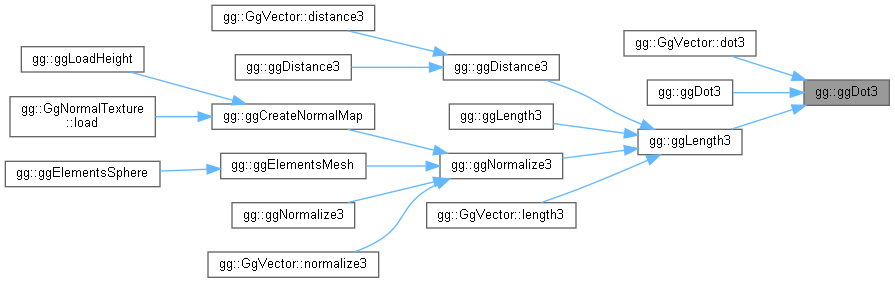 gg::GgVector::distance3
gg::ggLoadHeight
gg::ggDistance3
gg::ggDistance3
gg::GgVector::dot3
gg::ggDot3
gg::ggDot3
gg::GgNormalTexture
::load
gg::ggCreateNormalMap
gg::ggLength3
gg::ggLength3
gg::ggElementsSphere
gg::ggElementsMesh
gg::ggNormalize3
gg::ggNormalize3
gg::GgVector::length3
gg::GgVector::normalize3